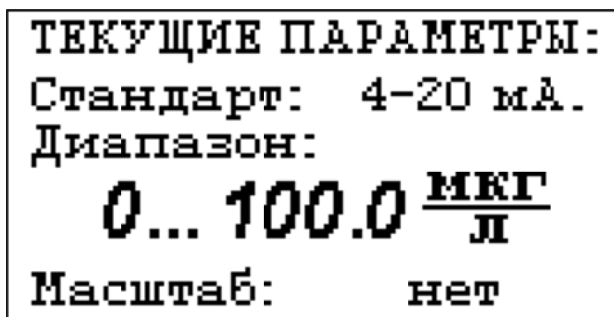 ТЕКУЩИЕ ПАРАМЕТРЫ:
Стандарт: 4-20 мА.
Диапазон:
0... 100.0 мкг/л
Масштаб: нет